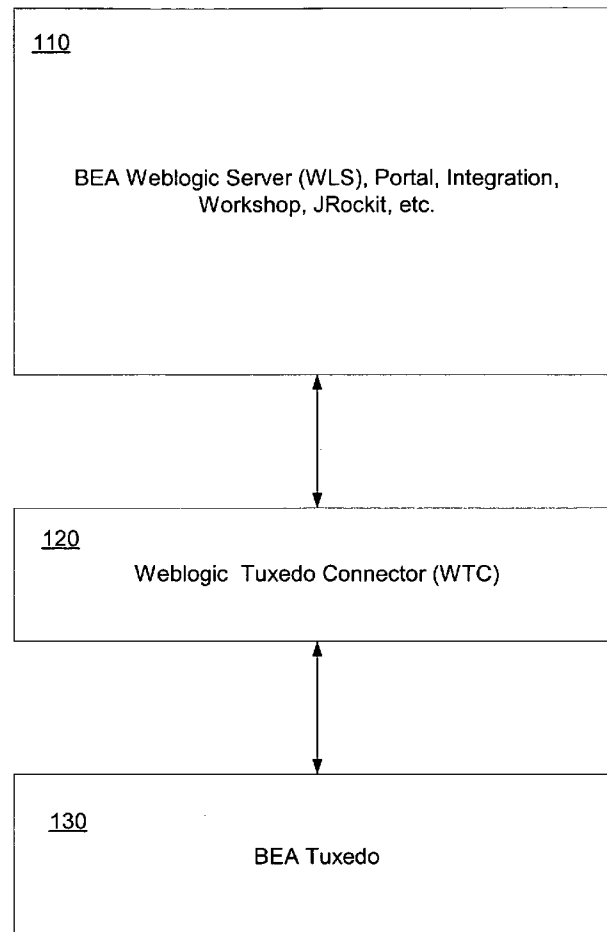 110
BEA Weblogic Server (WLS), Portal, Integration,
Workshop, JRockit, etc.
120
Weblogic Tuxedo Connector (WTC)
130
BEA Tuxedo